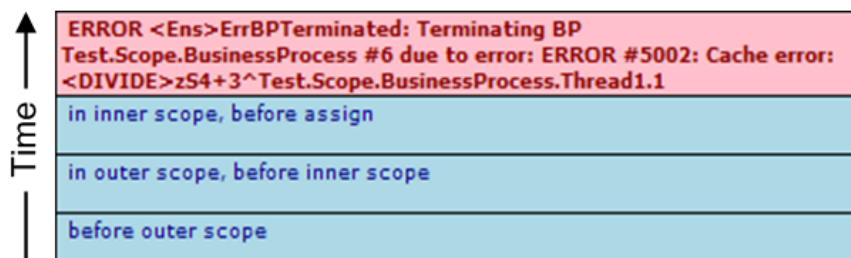 Time
ERROR <Ens>ErrBPTerminated: Terminating BP
Test.Scope.BusinessProcess #6 due to error: ERROR #5002: Cache error:
<DIVIDE>zS4+3^Test.Scope.BusinessProcess.Thread1.1
in inner scope, before assign
in outer scope, before inner scope
before outer scope